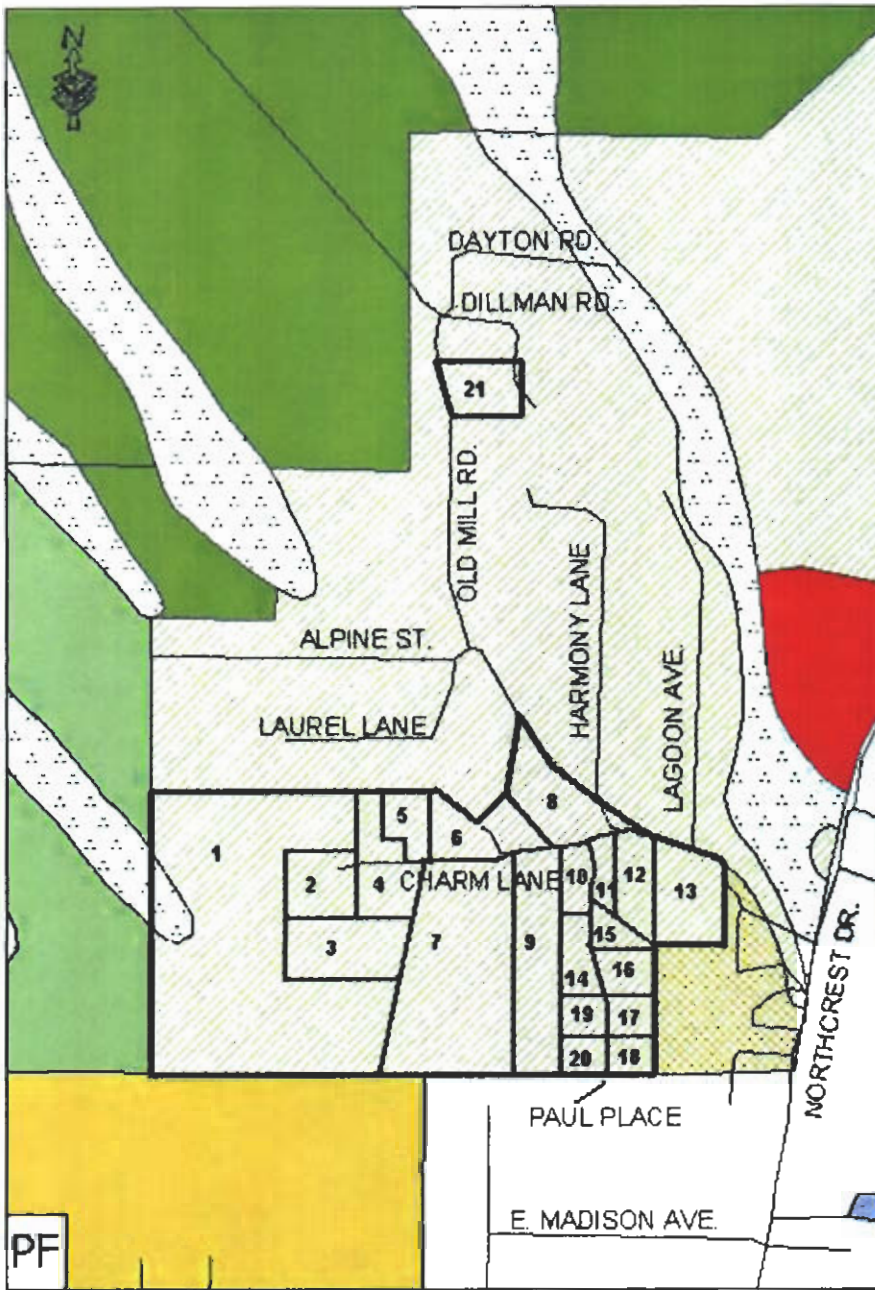 N
DAYTON RD.
DILLMAN RD.
21
OLD MILL RD.
HARMONY LANE
ALPINE ST.
LAGOON AVE.
LAUREL LANE
8
5
6
1
2
4
CHARM LANE
10
11
12
13
3
7
9
15
14
16
19
17
20
18
NORTHCREST DR.
PAUL PLACE
E. MADISON AVE.
PF